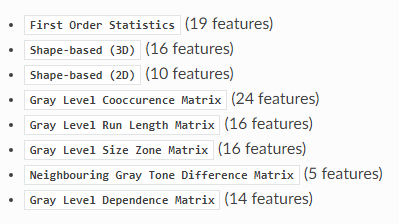 • First Order Statistics (19 features)
• Shape-based (3D) (16 features)
• Shape-based (2D) (10 features)
• Gray Level Cooccurence Matrix (24 features)
• Gray Level Run Length Matrix (16 features)
• Gray Level Size Zone Matrix (16 features)
• Neighbouring Gray Tone Difference Matrix (5 features)
• Gray Level Dependence Matrix (14 features)